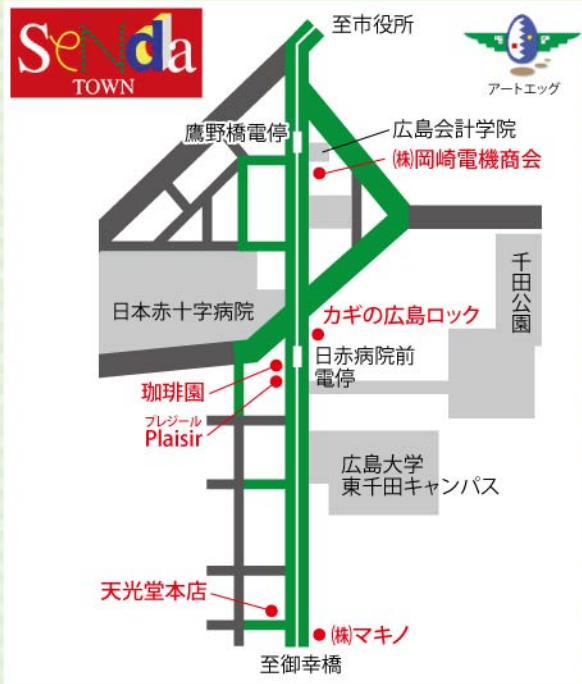 SeNdda
TOWN
至市役所
アートエッグ
鷹野橋電停
広島会計学院
㈱岡崎電機商会
千田公園
日本赤十字病院
カギの広島ロック
日赤病院前
電停
珈琲園
プレジール
Plaisir
広島大学
東千田キャンパス
天光堂本店
㈱マキノ
至御幸橋